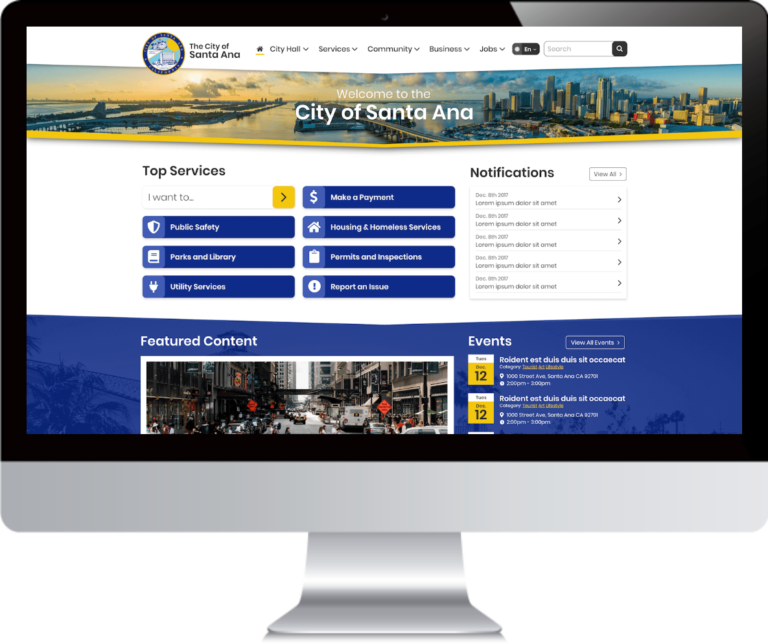 The City of
Santa Ana
City Hall
Services
Community
Business
Jobs
En
Search
Welcome to the
City of Santa Ana
Top Services
I want to...
Make a Payment
Public Safety
Housing & Homeless Services
Parks and Library
Permits and Inspections
Utility Services
Report an Issue
Notifications
View All
Dec. 8th 2017
Lorem ipsum dolor sit amet
Dec. 8th 2017
Lorem ipsum dolor sit amet
Dec. 8th 2017
Lorem ipsum dolor sit amet
Dec. 8th 2017
Lorem ipsum dolor sit amet
Dec. 8th 2017
Lorem ipsum dolor sit amet
Featured Content
Events
View All Events
Tues
Dec.
12
Roident est duis duis sit occaecat
Category: Tourist Art Lifestyle
1000 Street Ave, Santa Ana CA 92701
2:00pm - 3:00pm
Tues
Dec.
12
Roident est duis duis sit occaecat
Category: Tourist Art Lifestyle
1000 Street Ave, Santa Ana CA 92701
2:00pm - 3:00pm